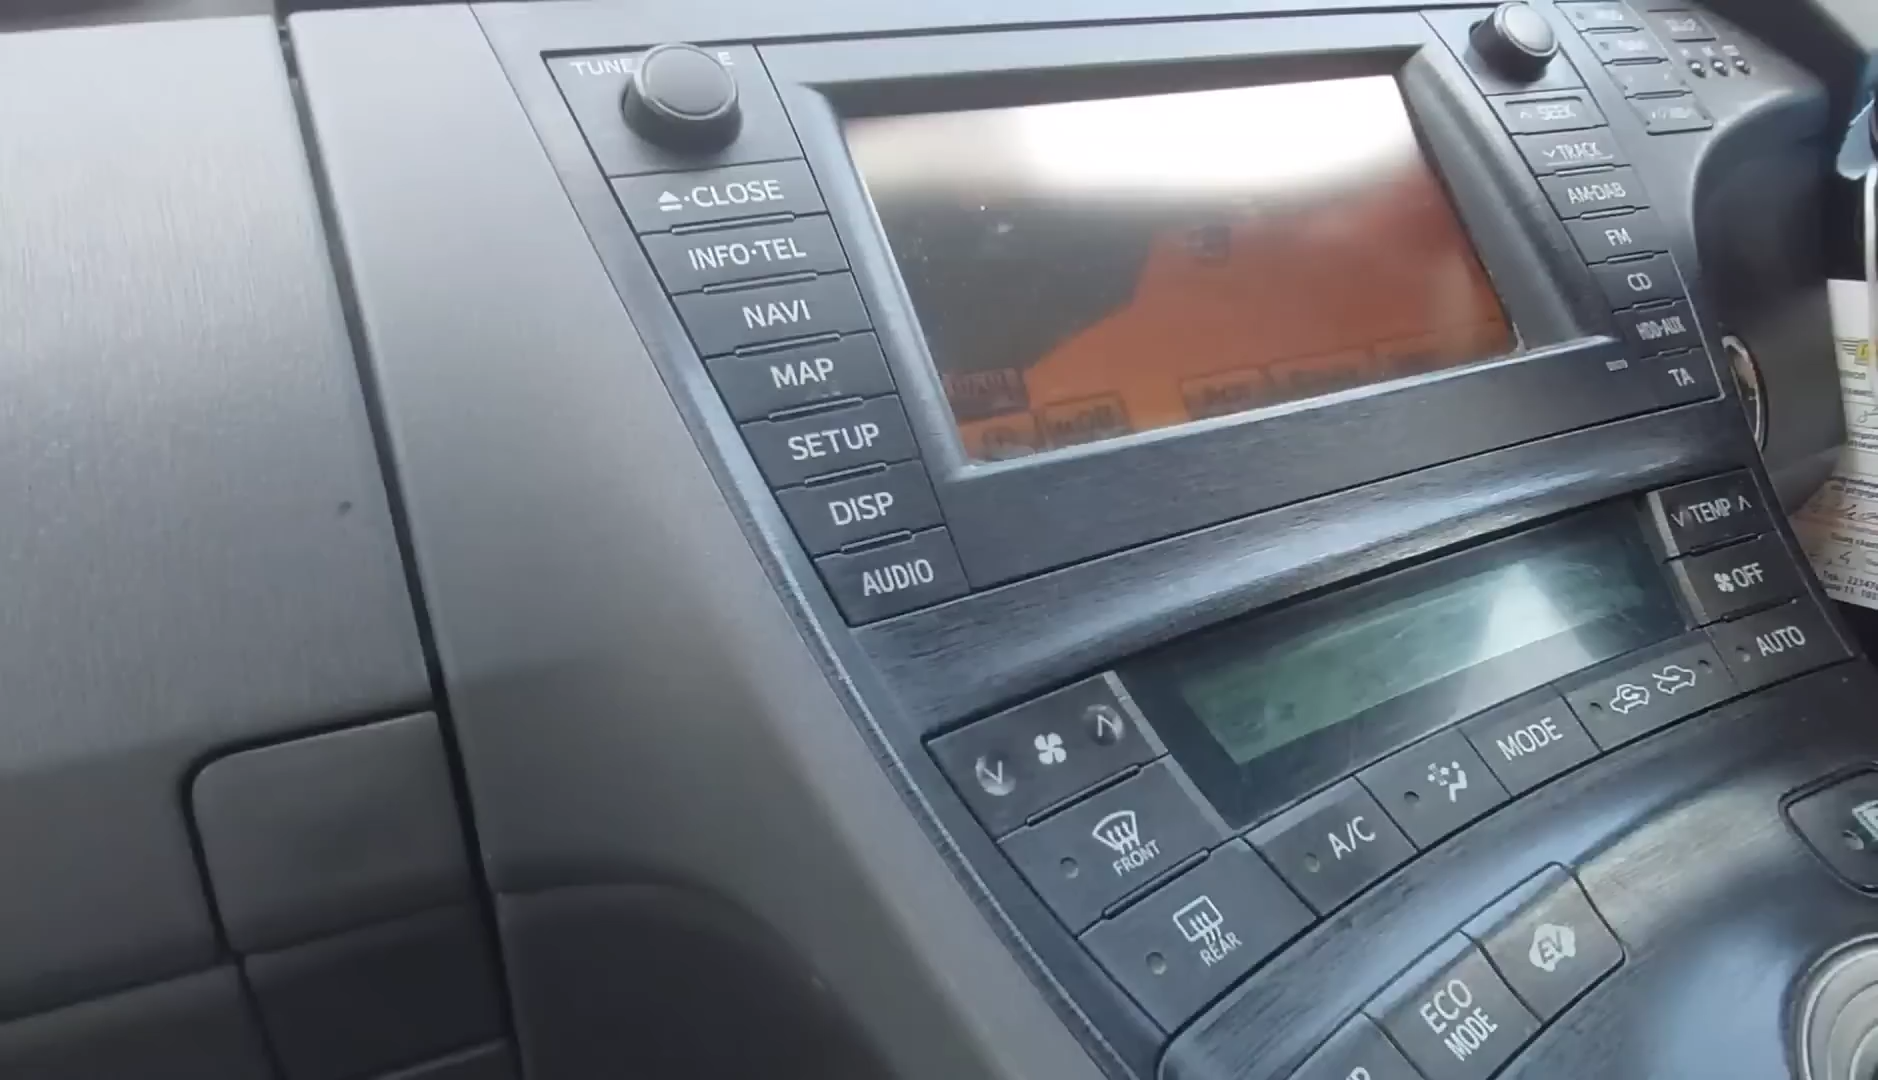 TUNE
E
CLOSE
INFO·TEL
NAVI
MAP
SETUP
DISP
AUDIO
SEEK
TRACK
AM·DAB
FM
CD
HDD·AUX
TA
TEMP
OFF
AUTO
MODE
A/C
FRONT
REAR
EV
ECO
MODE